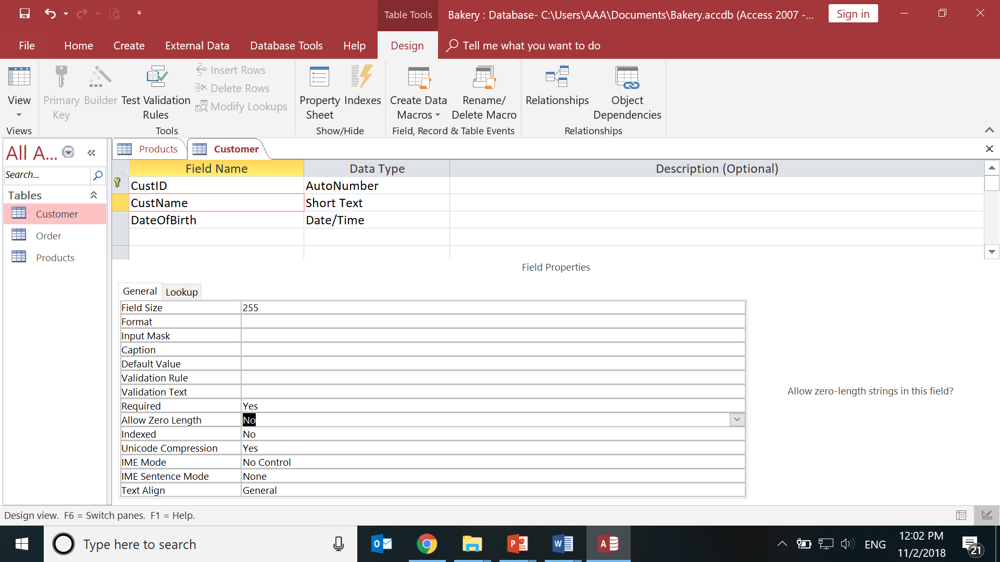 Table Tools
Bakery : Database- C:\Users\AAA\Documents\Bakery.accdb (Access 2007 -...
Sign in
File Home Create External Data Database Tools Help Design Tell me what you want to do
View
Primary Key
Builder
Test Validation Rules
Insert Rows
Delete Rows
Modify Lookups
Property Sheet
Indexes
Create Data Macros
Rename/ Delete Macro
Relationships
Object Dependencies
Views Tools Show/Hide Field, Record & Table Events Relationships
All A...
Search...
Tables
Customer
Order
Products
Products Customer
Field Name Data Type Description (Optional)
CustID AutoNumber
CustName Short Text
DateOfBirth Date/Time
Field Properties
General Lookup
Field Size 255
Format
Input Mask
Caption
Default Value
Validation Rule
Validation Text
Required Yes
Allow Zero Length No
Indexed No
Unicode Compression Yes
IME Mode No Control
IME Sentence Mode None
Text Align General
Allow zero-length strings in this field?
Design view. F6 = Switch panes. F1 = Help.
Type here to search
O
P
W
A
ENG
12:02 PM
11/2/2018
21